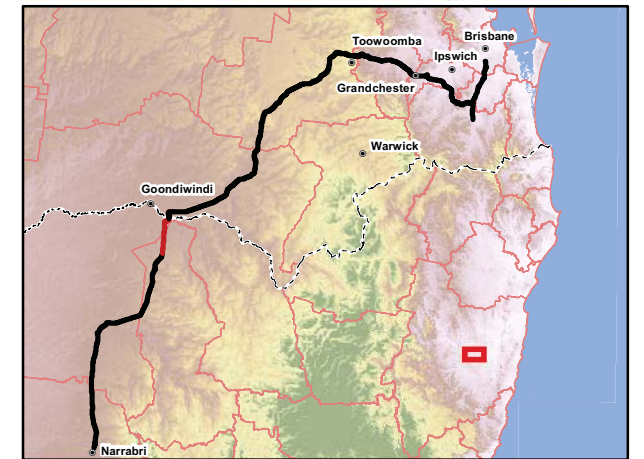 Brisbane
Toowoomba
Ipswich
Grandchester
Warwick
Goondiwindi
Narrabri